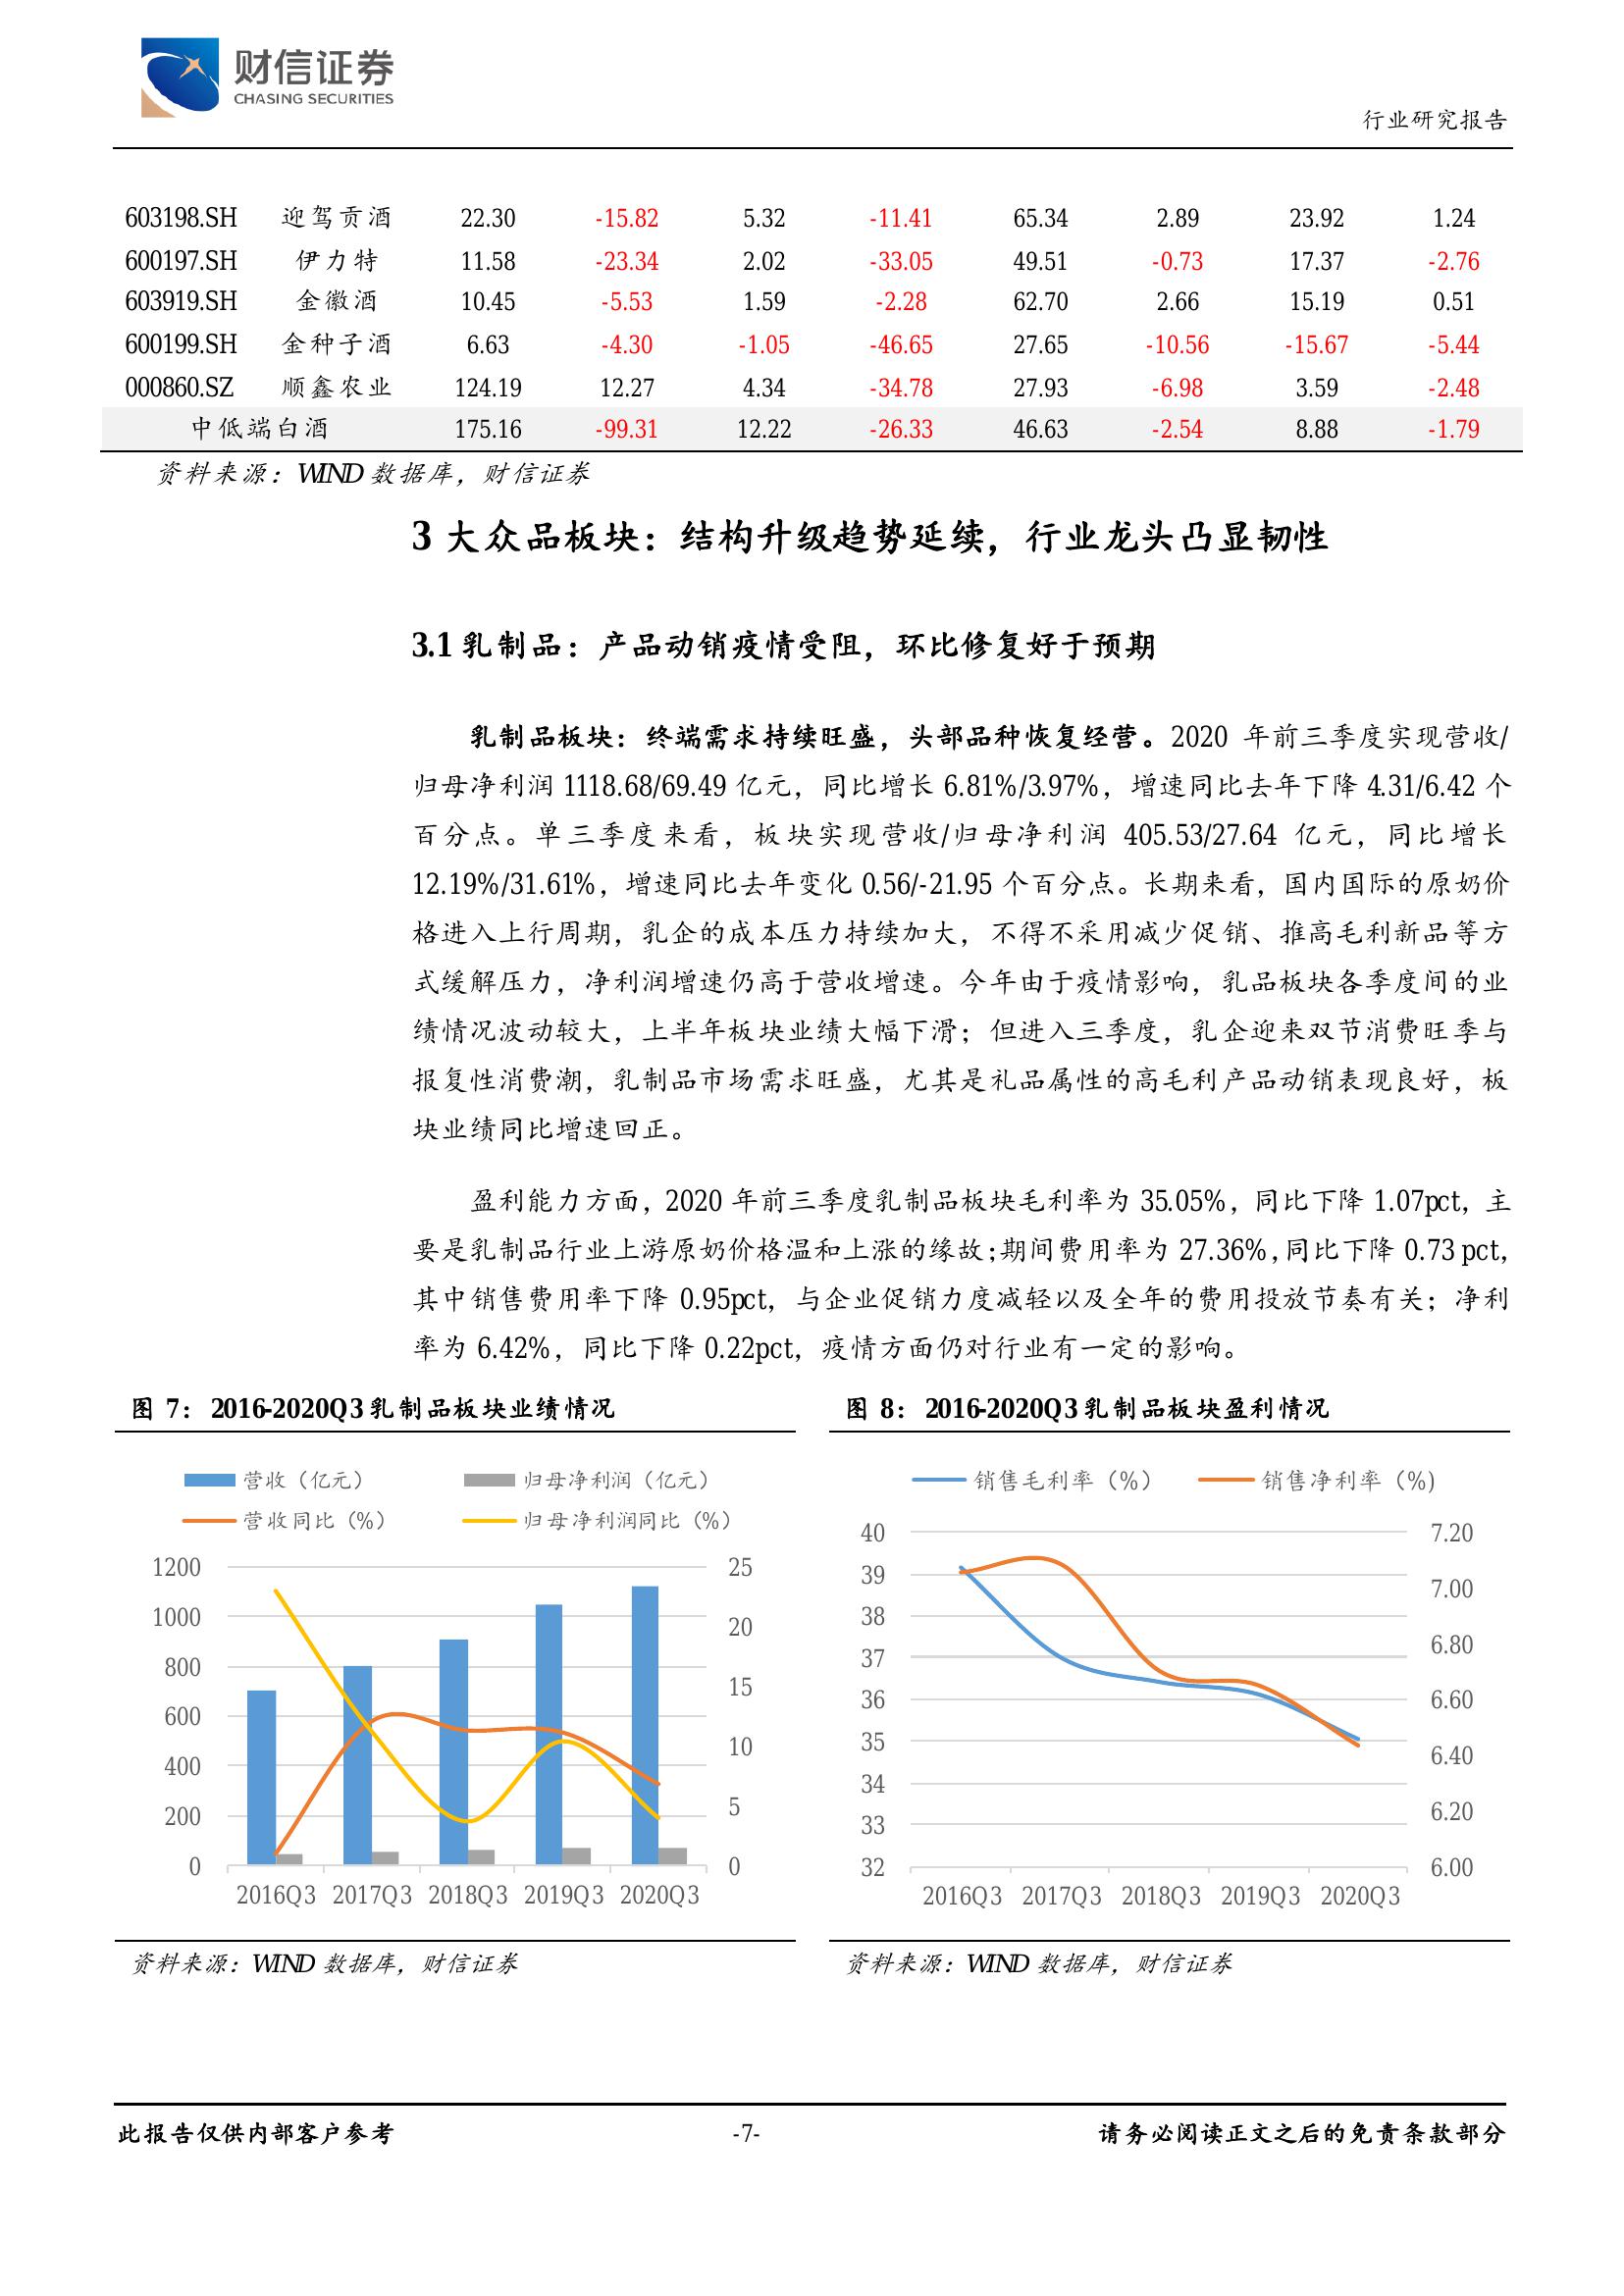 财信证券
CHASING SECURITIES
行业研究报告
603198.SH 迎驾贡酒 22.30 -15.82 5.32 -11.41 65.34 2.89 23.92 1.24
600197.SH 伊力特 11.58 -23.34 2.02 -33.05 49.51 -0.73 17.37 -2.76
603919.SH 金徽酒 10.45 -5.53 1.59 -2.28 62.70 2.66 15.19 0.51
600199.SH 金种子酒 6.63 -4.30 -1.05 -46.65 27.65 -10.56 -15.67 -5.44
000860.SZ 顺鑫农业 124.19 12.27 4.34 -34.78 27.93 -6.98 3.59 -2.48
中低端白酒 175.16 -99.31 12.22 -26.33 46.63 -2.54 8.88 -1.79
资料来源：WIND 数据库，财信证券
3 大众品板块：结构升级趋势延续，行业龙头凸显韧性
3.1 乳制品：产品动销疫情受阻，环比修复好于预期
乳制品板块：终端需求持续旺盛，头部品种恢复经营。2020 年前三季度实现营收/
归母净利润 1118.68/69.49 亿元，同比增长 6.81%/3.97%，增速同比去年下降 4.31/6.42 个
百分点。单三季度来看，板块实现营收/归母净利润 405.53/27.64 亿元，同比增长
12.19%/31.61%，增速同比去年变化 0.56/-21.95 个百分点。长期来看，国内国际的原奶价
格进入上行周期，乳企的成本压力持续加大，不得不采用减少促销、推高毛利新品等方
式缓解压力，净利润增速仍高于营收增速。今年由于疫情影响，乳品板块各季度间的业
绩情况波动较大，上半年板块业绩大幅下滑；但进入三季度，乳企迎来双节消费旺季与
报复性消费潮，乳制品市场需求旺盛，尤其是礼品属性的高毛利产品动销表现良好，板
块业绩同比增速回正。
盈利能力方面，2020 年前三季度乳制品板块毛利率为 35.05%，同比下降 1.07pct，主
要是乳制品行业上游原奶价格温和上涨的缘故；期间费用率为 27.36%，同比下降 0.73 pct，
其中销售费用率下降 0.95pct，与企业促销力度减轻以及全年的费用投放节奏有关；净利
率为 6.42%，同比下降 0.22pct，疫情方面仍对行业有一定的影响。
图 7：2016-2020Q3 乳制品板块业绩情况
营收（亿元） 归母净利润（亿元）
营收同比（%） 归母净利润同比（%）
1200 25
1000 20
800 15
600 10
400 5
200 0
0
2016Q3 2017Q3 2018Q3 2019Q3 2020Q3
资料来源：WIND 数据库，财信证券
图 8：2016-2020Q3 乳制品板块盈利情况
销售毛利率（%） 销售净利率（%)
40 7.20
39 7.00
38 6.80
37 6.60
36 6.40
35 6.20
34 6.00
33
32
2016Q3 2017Q3 2018Q3 2019Q3 2020Q3
资料来源：WIND 数据库，财信证券
此报告仅供内部客户参考 -7- 请务必阅读正文之后的免责条款部分